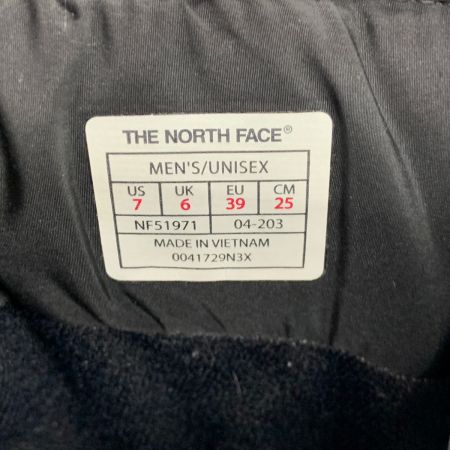 THE NORTH FACE®
MEN'S/UNISEX
US UK EU CM
7 6 39 25
NF51971 04-203
MADE IN VIETNAM
0041729N3X